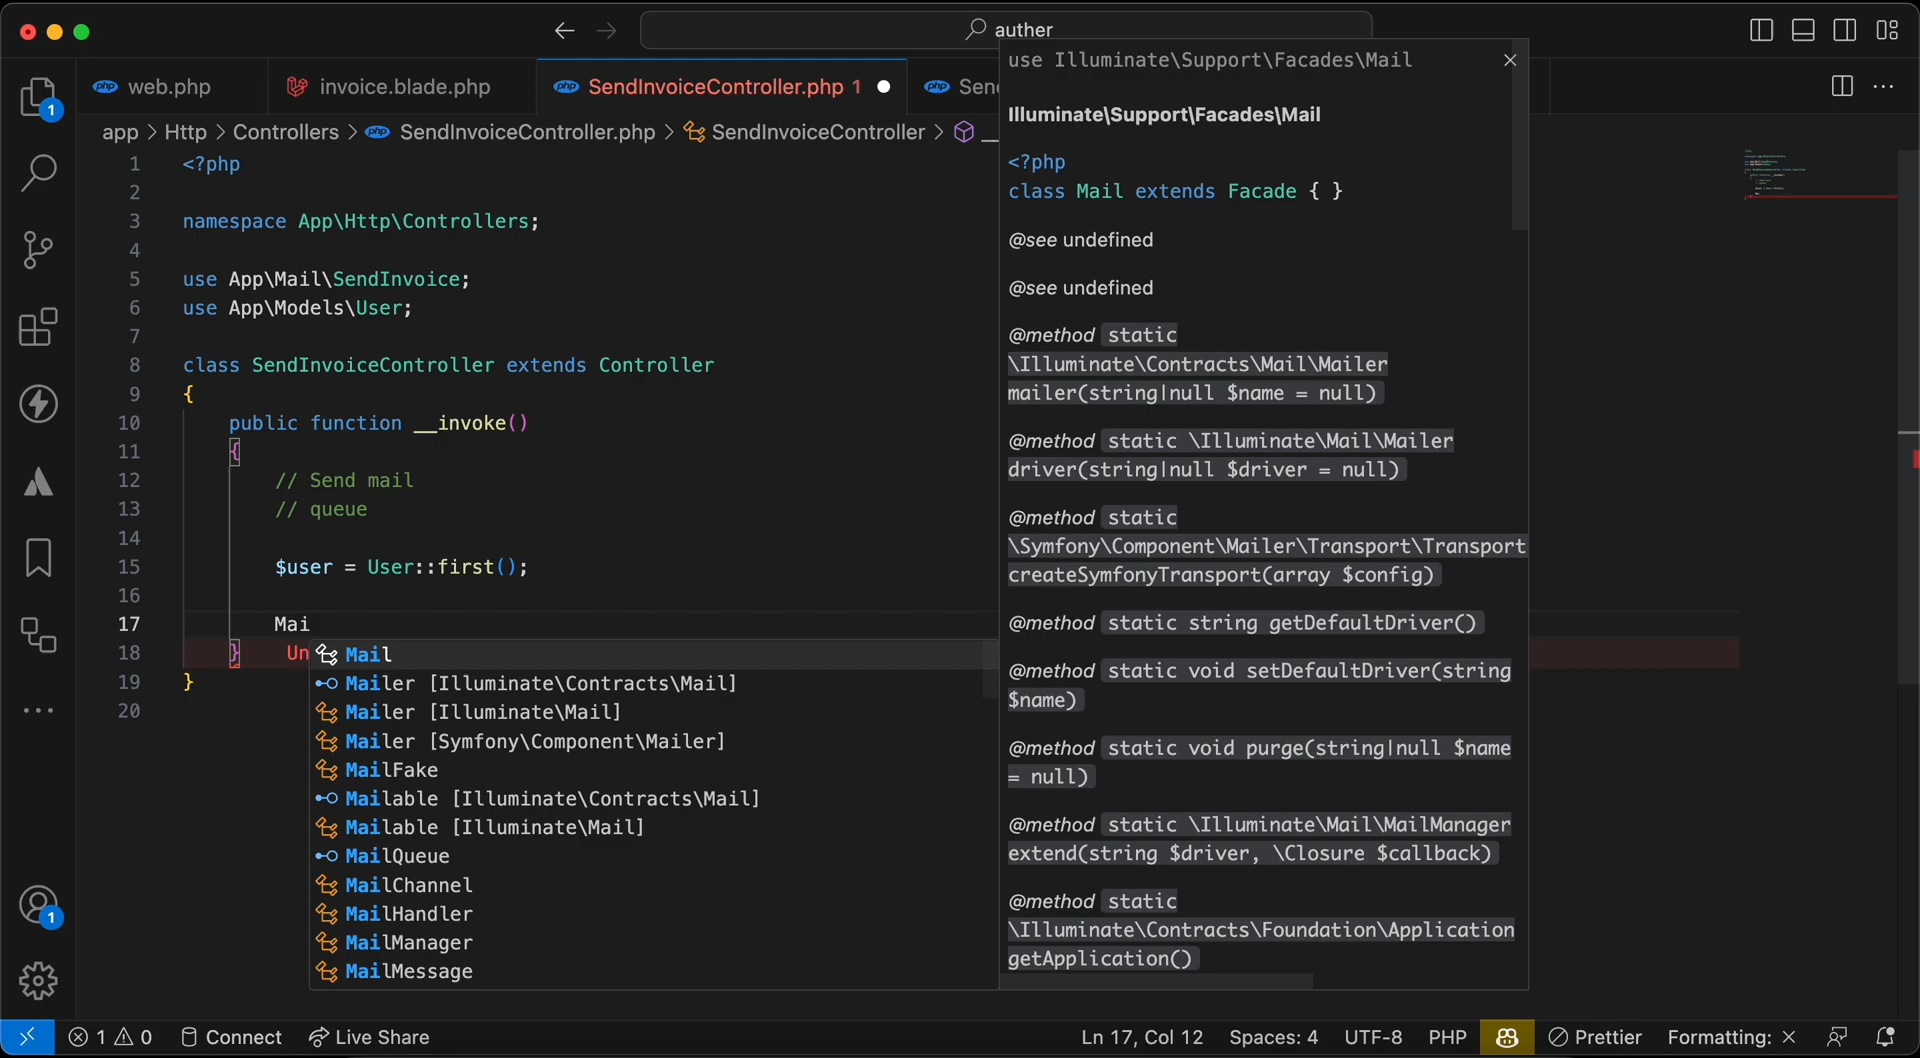 auther
web.php
invoice.blade.php
SendInvoiceController.php 1
Sen
app > Http > Controllers > SendInvoiceController.php > SendInvoiceController > __
1 <?php
2
3 namespace App\Http\Controllers;
4
5 use App\Mail\SendInvoice;
6 use App\Models\User;
7
8 class SendInvoiceController extends Controller
9 {
10 public function __invoke()
11 {
12 // Send mail
13 // queue
14
15 $user = User::first();
16
17 Mai
18 } Un
19 }
20
Mail
Mailer [Illuminate\Contracts\Mail]
Mailer [Illuminate\Mail]
Mailer [Symfony\Component\Mailer]
MailFake
Mailable [Illuminate\Contracts\Mail]
Mailable [Illuminate\Mail]
MailQueue
MailChannel
MailHandler
MailManager
MailMessage
use Illuminate\Support\Facades\Mail
Illuminate\Support\Facades\Mail
<?php
class Mail extends Facade { }
@see undefined
@see undefined
@method static
\Illuminate\Contracts\Mail\Mailer
mailer(string|null $name = null)
@method static \Illuminate\Mail\Mailer
driver(string|null $driver = null)
@method static
\Symfony\Component\Mailer\Transport\Transport
createSymfonyTransport(array $config)
@method static string getDefaultDriver()
@method static void setDefaultDriver(string
$name)
@method static void purge(string|null $name
= null)
@method static \Illuminate\Mail\MailManager
extend(string $driver, \Closure $callback)
@method static
\Illuminate\Contracts\Foundation\Application
getApplication()
1
1
1 0 Connect Live Share
Ln 17, Col 12 Spaces: 4 UTF-8 PHP Prettier Formatting: ×